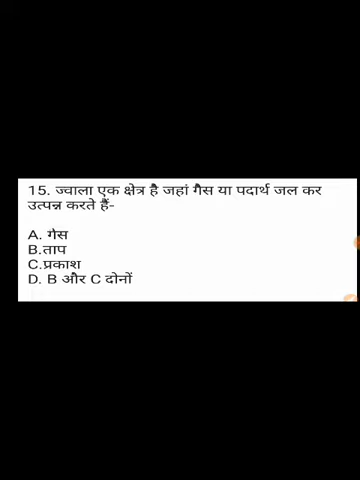 15. ज्वाला एक क्षेत्र है जहां गैस या पदार्थ जल कर
उत्पन्न करते हैं-
A. गेस
B.ताप
C.प्रकाश
D. B और C दोनों